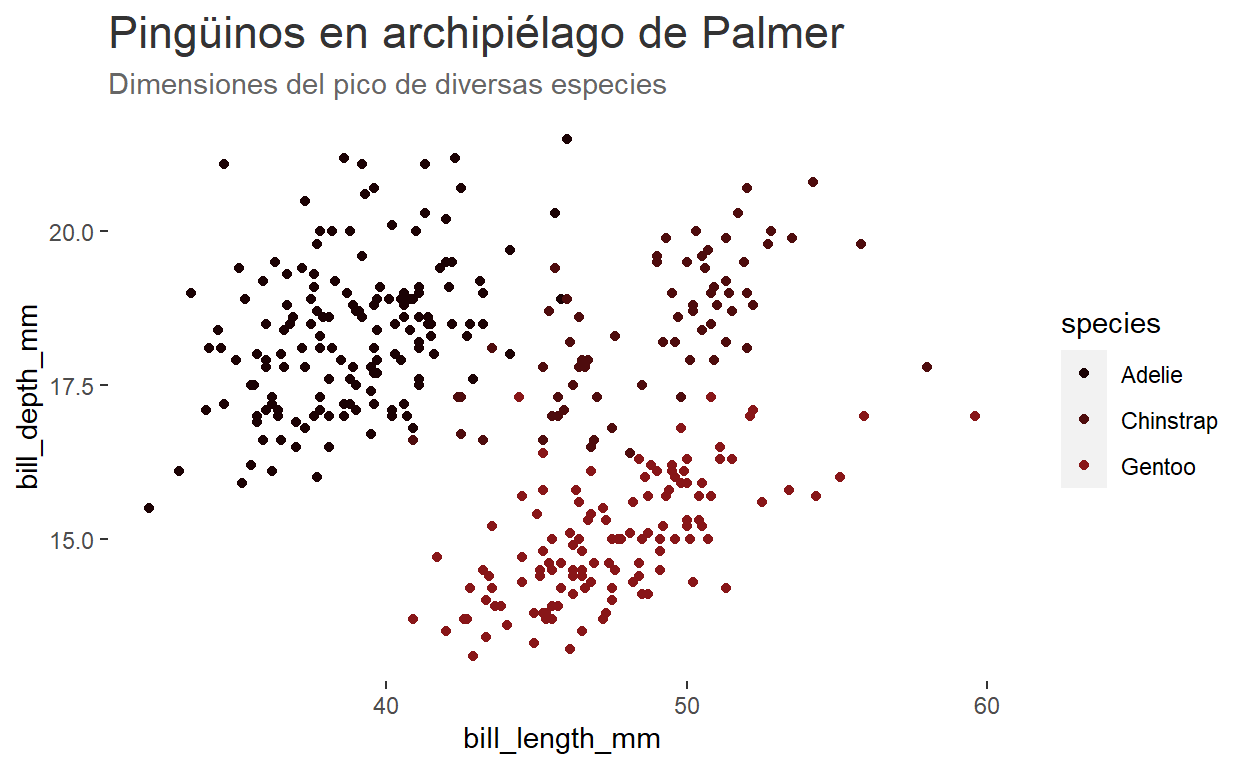 Pingüinos en archipiélago de Palmer
Dimensiones del pico de diversas especies
bill_depth_mm
20.0
17.5
15.0
40
50
60
bill_length_mm
species
Adelie
Chinstrap
Gentoo